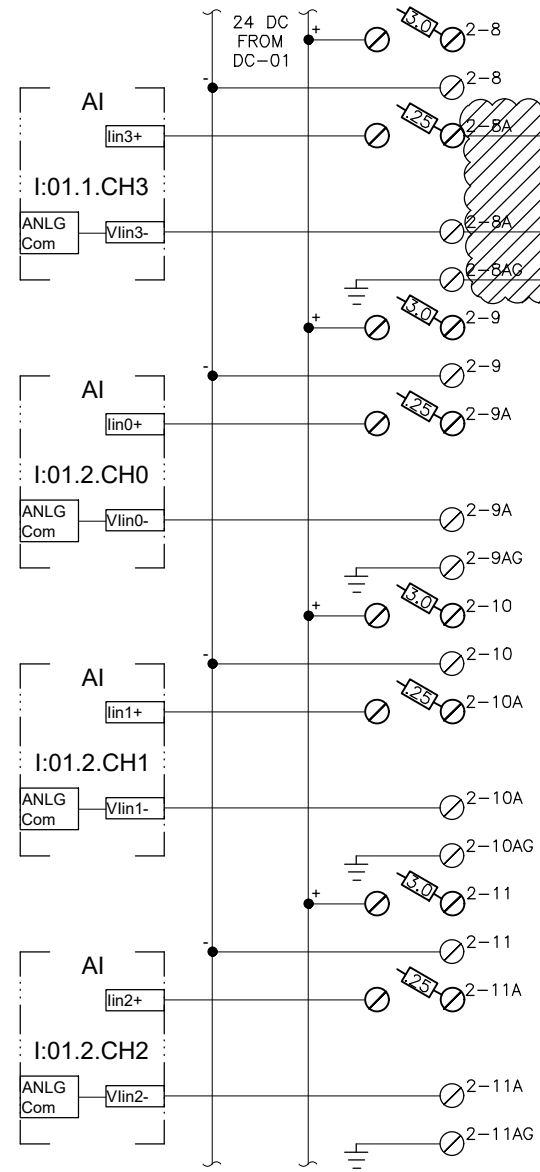 24 DC
FROM
DC-01
+
3.0
2-8
-
2-8
AI
Iin3+
.25
2-8A
I:01.1.CH3
ANLG
Com
VIin3-
2-8A
2-8AG
+
3.0
2-9
-
2-9
AI
Iin0+
.25
2-9A
I:01.2.CH0
ANLG
Com
VIin0-
2-9A
2-9AG
+
3.0
2-10
-
2-10
AI
Iin1+
.25
2-10A
I:01.2.CH1
ANLG
Com
VIin1-
2-10A
2-10AG
+
3.0
2-11
-
2-11
AI
Iin2+
.25
2-11A
I:01.2.CH2
ANLG
Com
VIin2-
2-11A
2-11AG